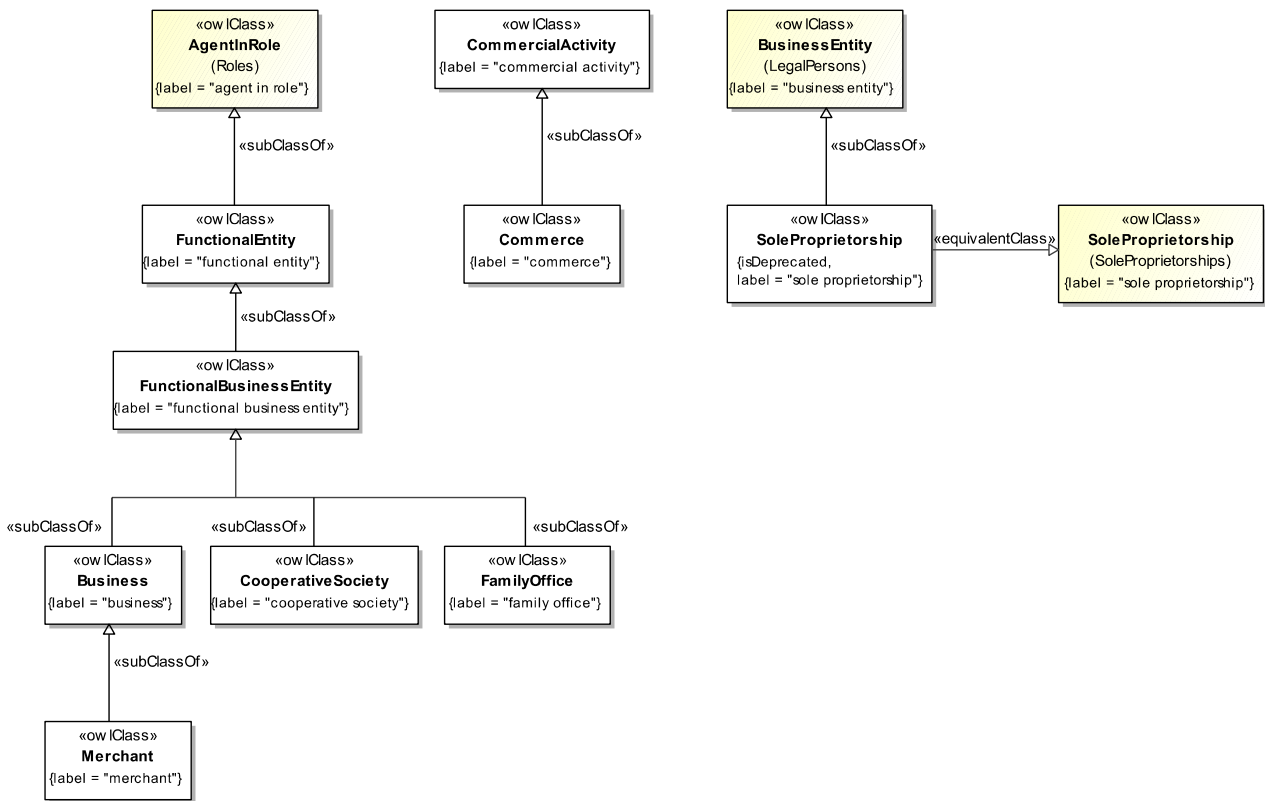 «owlClass»
AgentInRole
(Roles)
{label = "agent in role"}
«owlClass»
CommercialActivity
{label = "commercial activity"}
«owlClass»
BusinessEntity
(LegalPersons)
{label = "business entity"}
«subClassOf»
«subClassOf»
«subClassOf»
«owlClass»
FunctionalEntity
{label = "functional entity"}
«owlClass»
Commerce
{label = "commerce"}
«owlClass»
SoleProprietorship
{isDeprecated,
label = "sole proprietorship"}
«equivalentClass»
«owlClass»
SoleProprietorship
(SoleProprietorships)
{label = "sole proprietorship"}
«subClassOf»
«owlClass»
FunctionalBusinessEntity
{label = "functional business entity"}
«subClassOf»
«subClassOf»
«subClassOf»
«owlClass»
Business
{label = "business"}
«owlClass»
CooperativeSociety
{label = "cooperative society"}
«owlClass»
FamilyOffice
{label = "family office"}
«subClassOf»
«owlClass»
Merchant
{label = "merchant"}